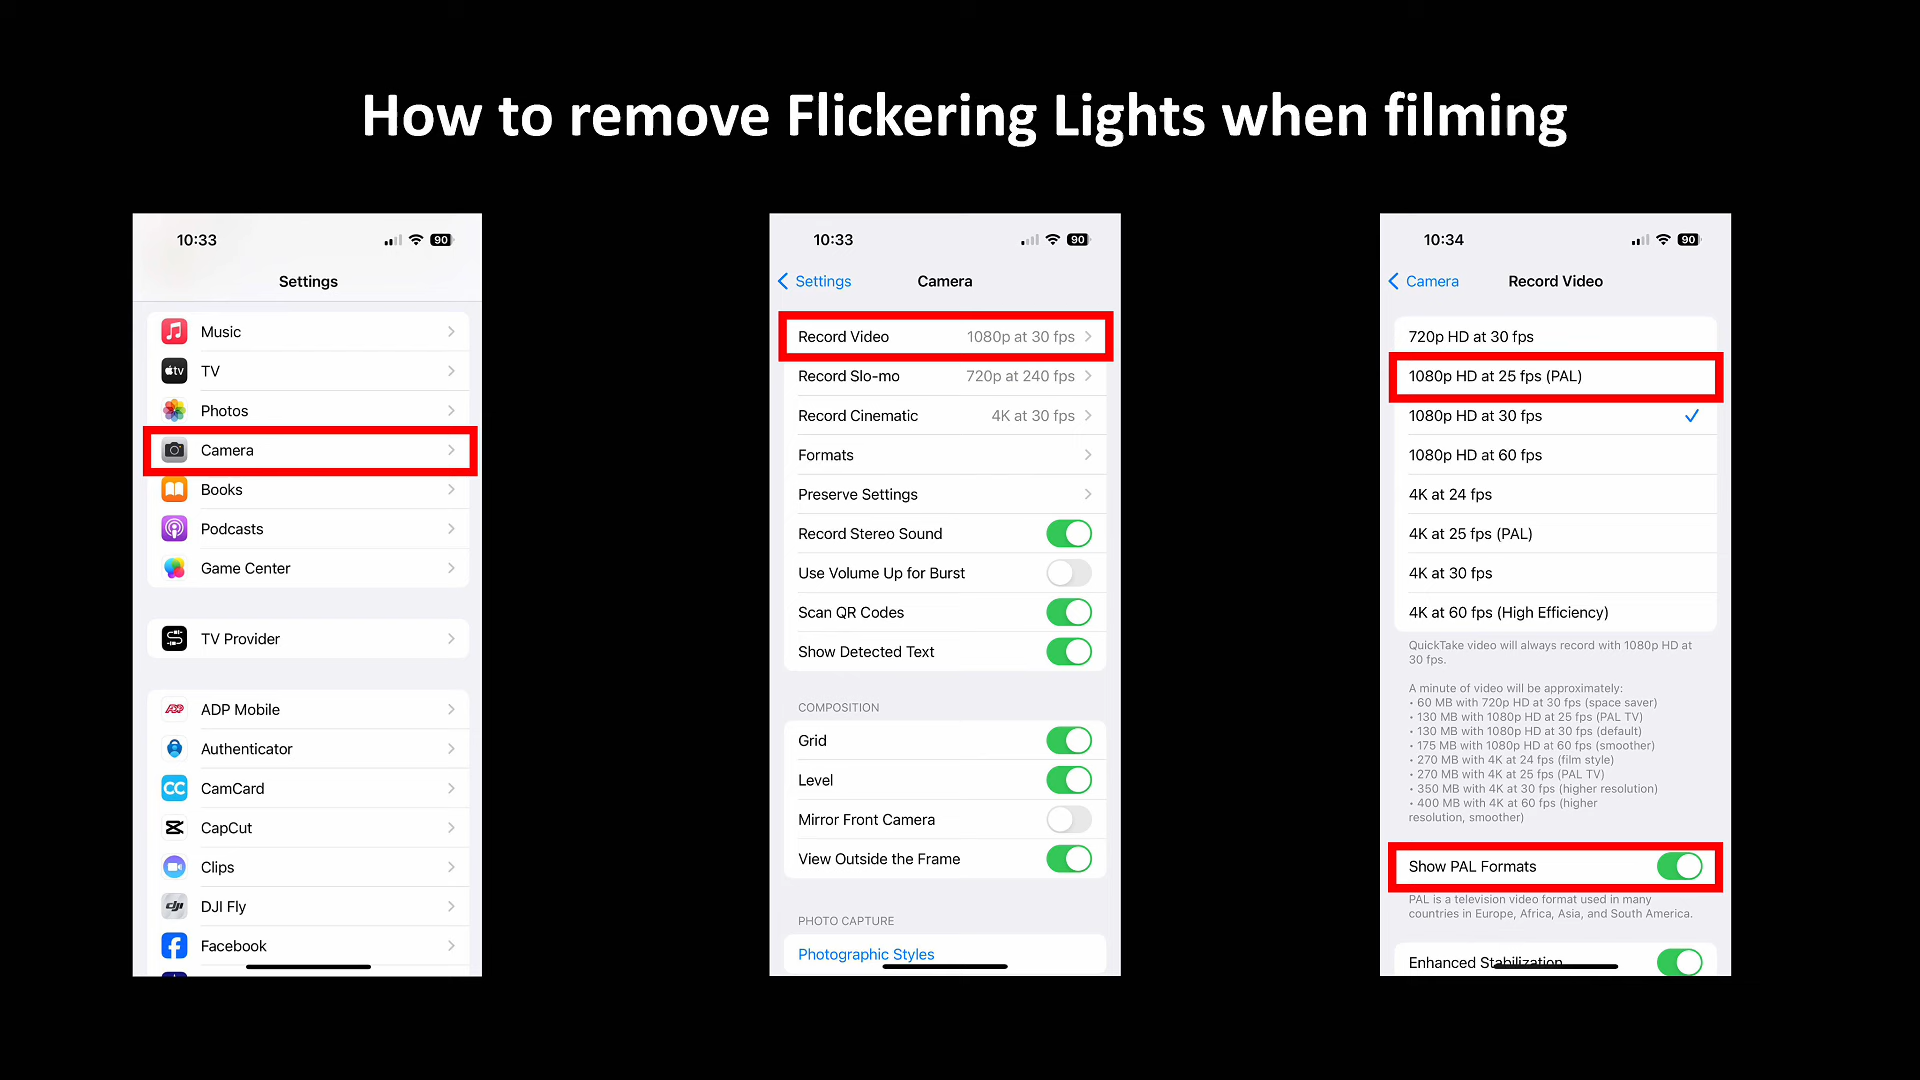 How to remove Flickering Lights when filming
10:33
90
Settings
Music
tv
TV
Photos
Camera
Books
Podcasts
Game Center
TV Provider
ADP
ADP Mobile
Authenticator
CC
CamCard
CapCut
Clips
dji
DJI Fly
Facebook
10:33
90
Settings
Camera
Record Video 1080p at 30 fps
Record Slo-mo 720p at 240 fps
Record Cinematic 4K at 30 fps
Formats
Preserve Settings
Record Stereo Sound
Use Volume Up for Burst
Scan QR Codes
Show Detected Text
COMPOSITION
Grid
Level
Mirror Front Camera
View Outside the Frame
PHOTO CAPTURE
Photographic Styles
10:34
90
Camera
Record Video
720p HD at 30 fps
1080p HD at 25 fps (PAL)
1080p HD at 30 fps
1080p HD at 60 fps
4K at 24 fps
4K at 25 fps (PAL)
4K at 30 fps
4K at 60 fps (High Efficiency)
QuickTake video will always record with 1080p HD at
30 fps.
A minute of video will be approximately:
• 60 MB with 720p HD at 30 fps (space saver)
• 130 MB with 1080p HD at 25 fps (PAL TV)
• 130 MB with 1080p HD at 30 fps (default)
• 175 MB with 1080p HD at 60 fps (smoother)
• 270 MB with 4K at 24 fps (film style)
• 270 MB with 4K at 25 fps (PAL TV)
• 350 MB with 4K at 30 fps (higher resolution)
• 400 MB with 4K at 60 fps (higher
resolution, smoother)
Show PAL Formats
PAL is a television video format used in many
countries in Europe, Africa, Asia, and South America.
Enhanced Stabilization